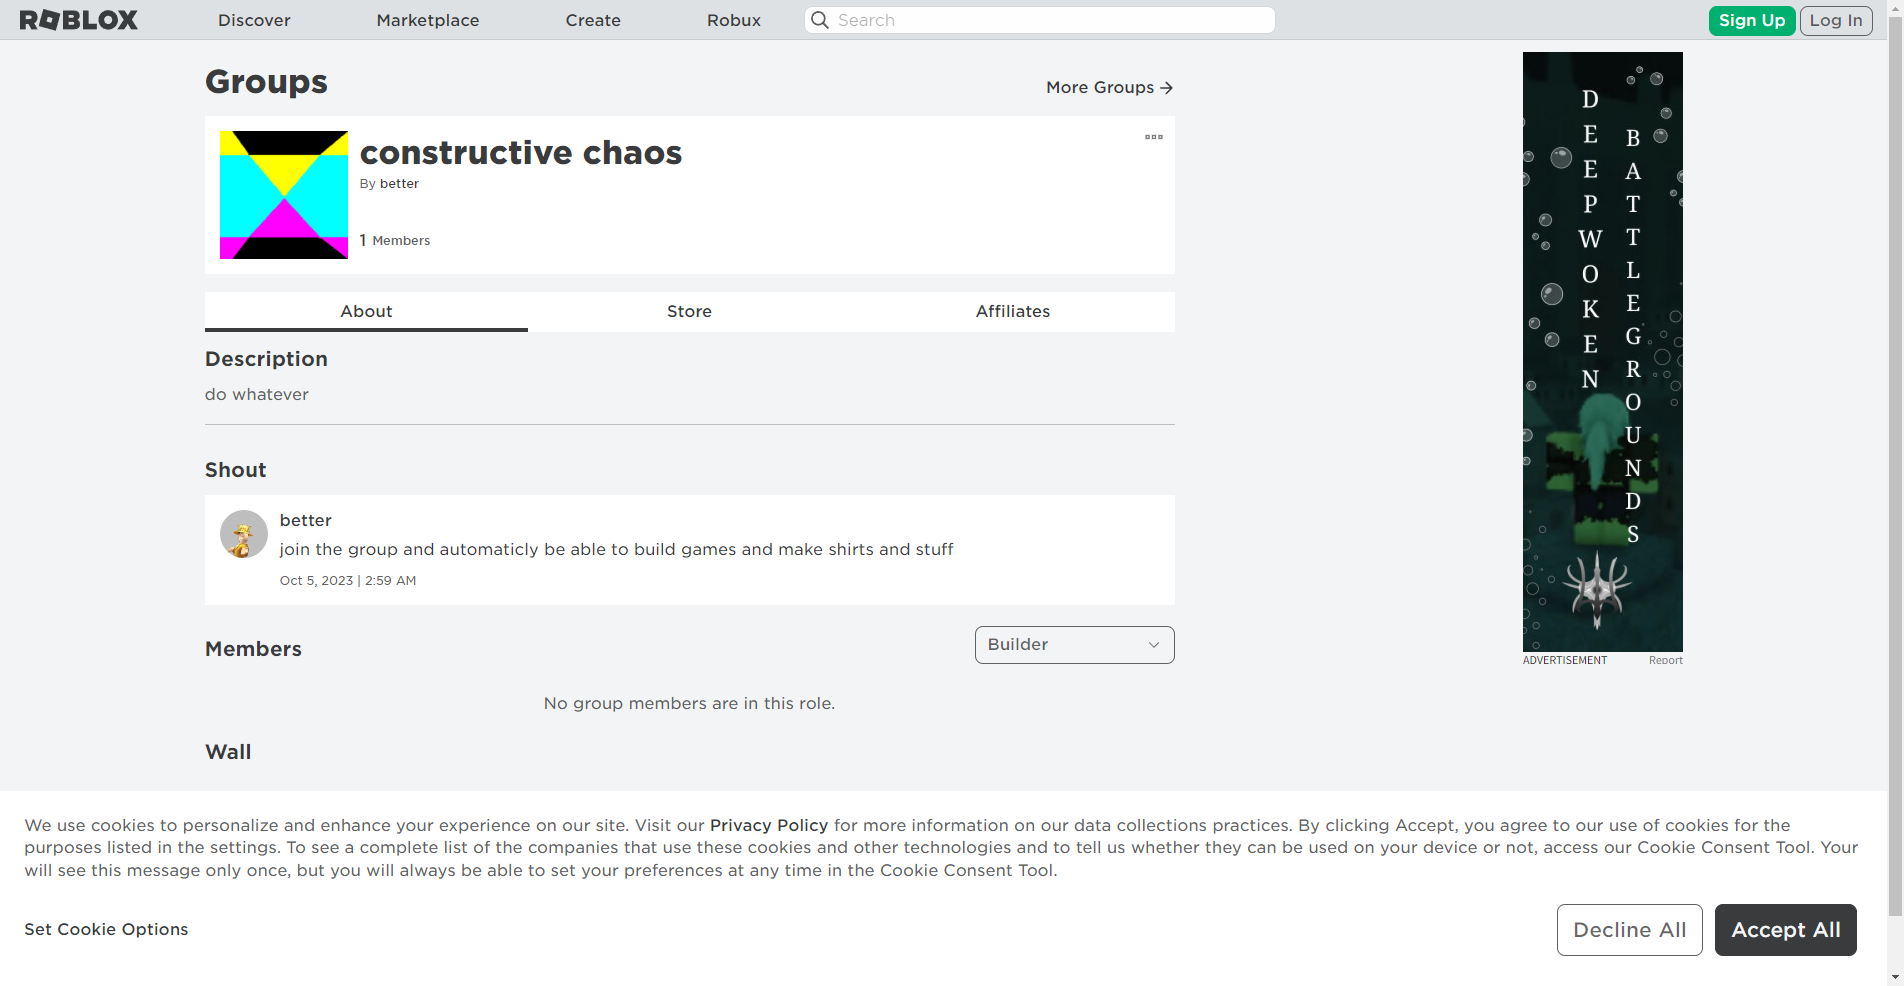 ROBLOX
Discover
Marketplace
Create
Robux
Search
Sign Up
Log In
Groups
More Groups
constructive chaos
By better
1 Members
About
Store
Affiliates
Description
do whatever
Shout
better
join the group and automaticly be able to build games and make shirts and stuff
Oct 5, 2023 | 2:59 AM
Members
Builder
No group members are in this role.
Wall
DEEPWOKEN
BATTLEGROUNDS
ADVERTISEMENT
Report
We use cookies to personalize and enhance your experience on our site. Visit our Privacy Policy for more information on our data collections practices. By clicking Accept, you agree to our use of cookies for the
purposes listed in the settings. To see a complete list of the companies that use these cookies and other technologies and to tell us whether they can be used on your device or not, access our Cookie Consent Tool. Your
will see this message only once, but you will always be able to set your preferences at any time in the Cookie Consent Tool.
Set Cookie Options
Decline All
Accept All